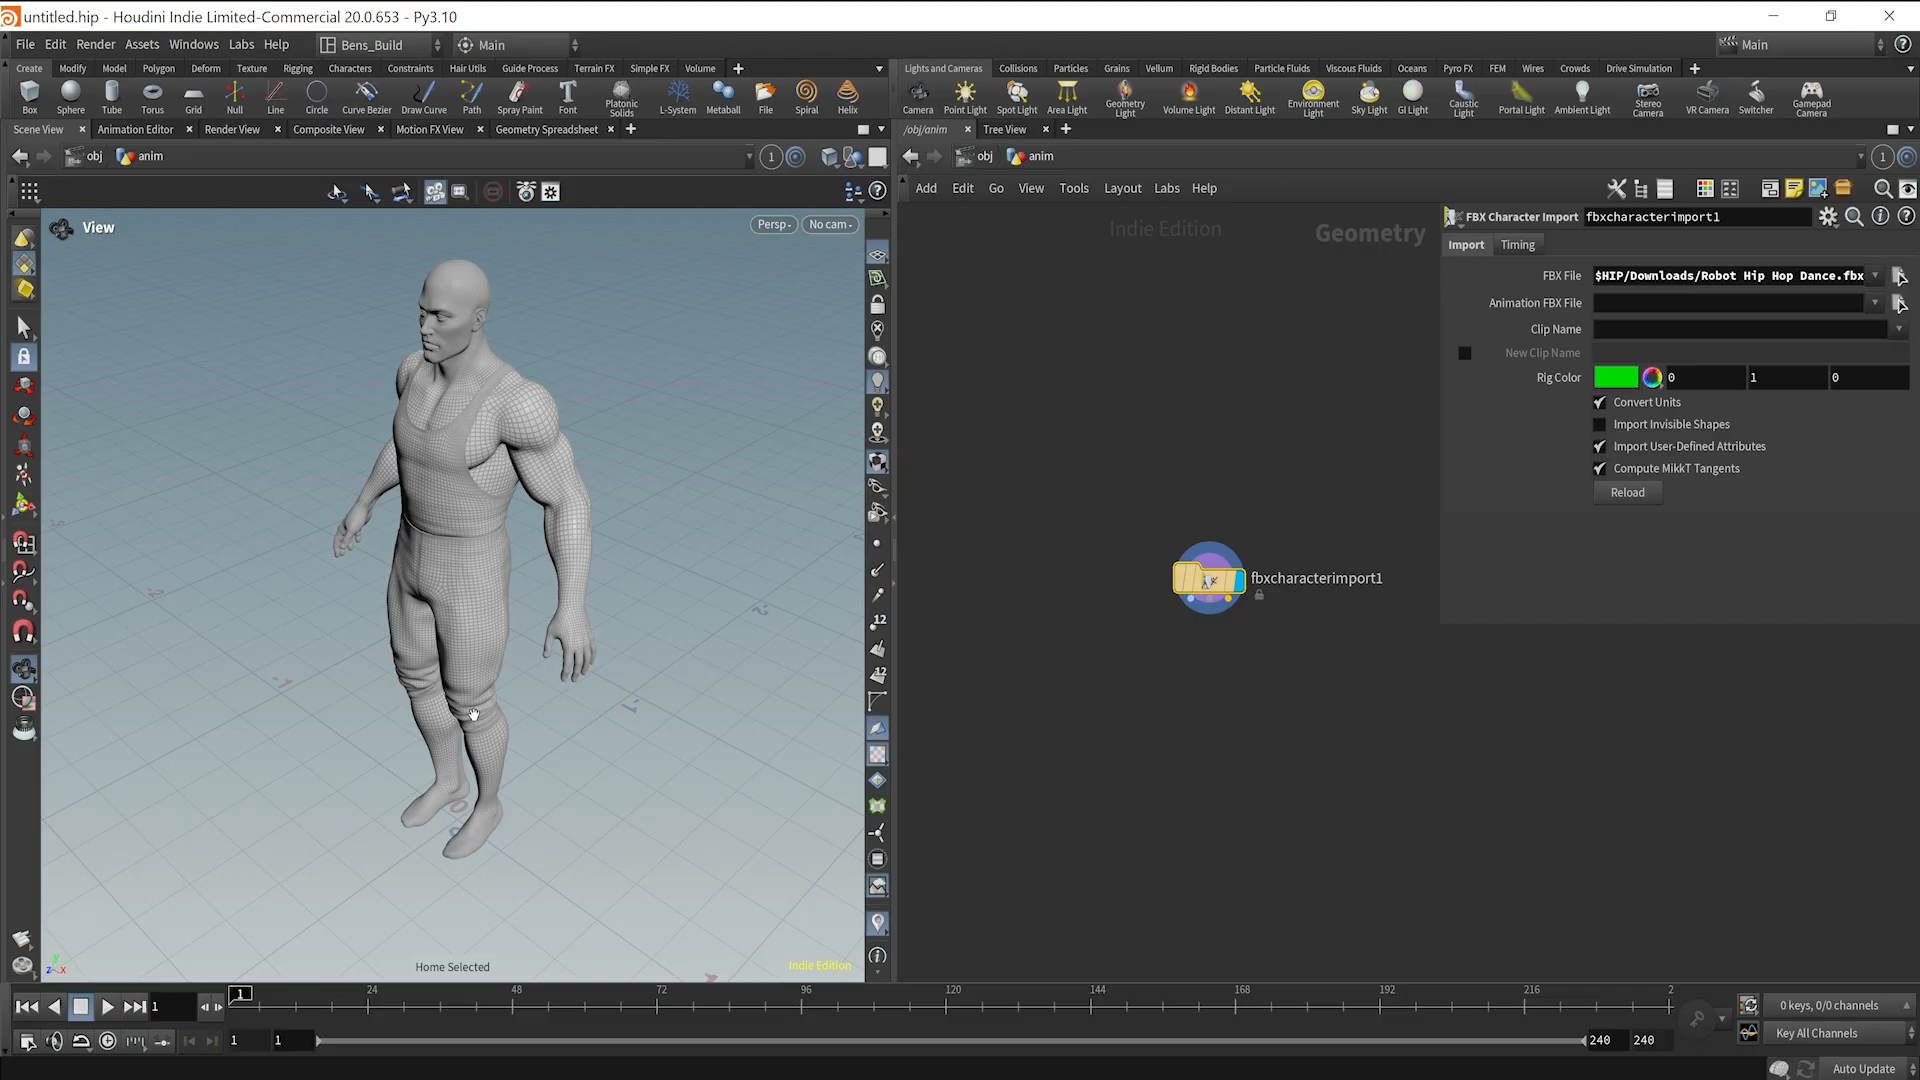 untitled.hip - Houdini Indie Limited-Commercial 20.0.653 - Py3.10
File Edit Render Assets Windows Labs Help Bens_Build Main Main
Create Modify Model Polygon Deform Texture Rigging Characters Constraints Hair Utils Guide Process Terrain FX Simple FX Volume
Lights and Cameras Collisions Particles Grains Vellum Rigid Bodies Particle Fluids Viscous Fluids Oceans Pyro FX FEM Wires Crowds Drive Simulation
Box Sphere Tube Torus Grid Null Line Circle Curve Bezier Draw Curve Path Spray Paint Font Platonic Solids L-System Metaball File Spiral Helix
Camera Point Light Spot Light Area Light Geometry Light Volume Light Distant Light Environment Light Sky Light GI Light Caustic Light Portal Light Ambient Light Stereo Camera VR Camera Switcher Gamepad Camera
Scene View Animation Editor Render View Composite View Motion FX View Geometry Spreadsheet
/obj/anim Tree View
obj anim 1
obj anim 1
Add Edit Go View Tools Layout Labs Help
View
Persp No cam
Indie Edition
Geometry
FBX Character Import fbxcharacterimport1
Import Timing
FBX File $HIP/Downloads/Robot Hip Hop Dance.fbx
Animation FBX File
Clip Name
New Clip Name
Rig Color 0 1 0
Convert Units
Import Invisible Shapes
Import User-Defined Attributes
Compute MikkT Tangents
Reload
fbxcharacterimport1
12
12
Home Selected
Indie Edition
1 1 24 48 72 96 120 144 168 192 216 2
0 keys, 0/0 channels
1 1 240 240
Key All Channels
Auto Update